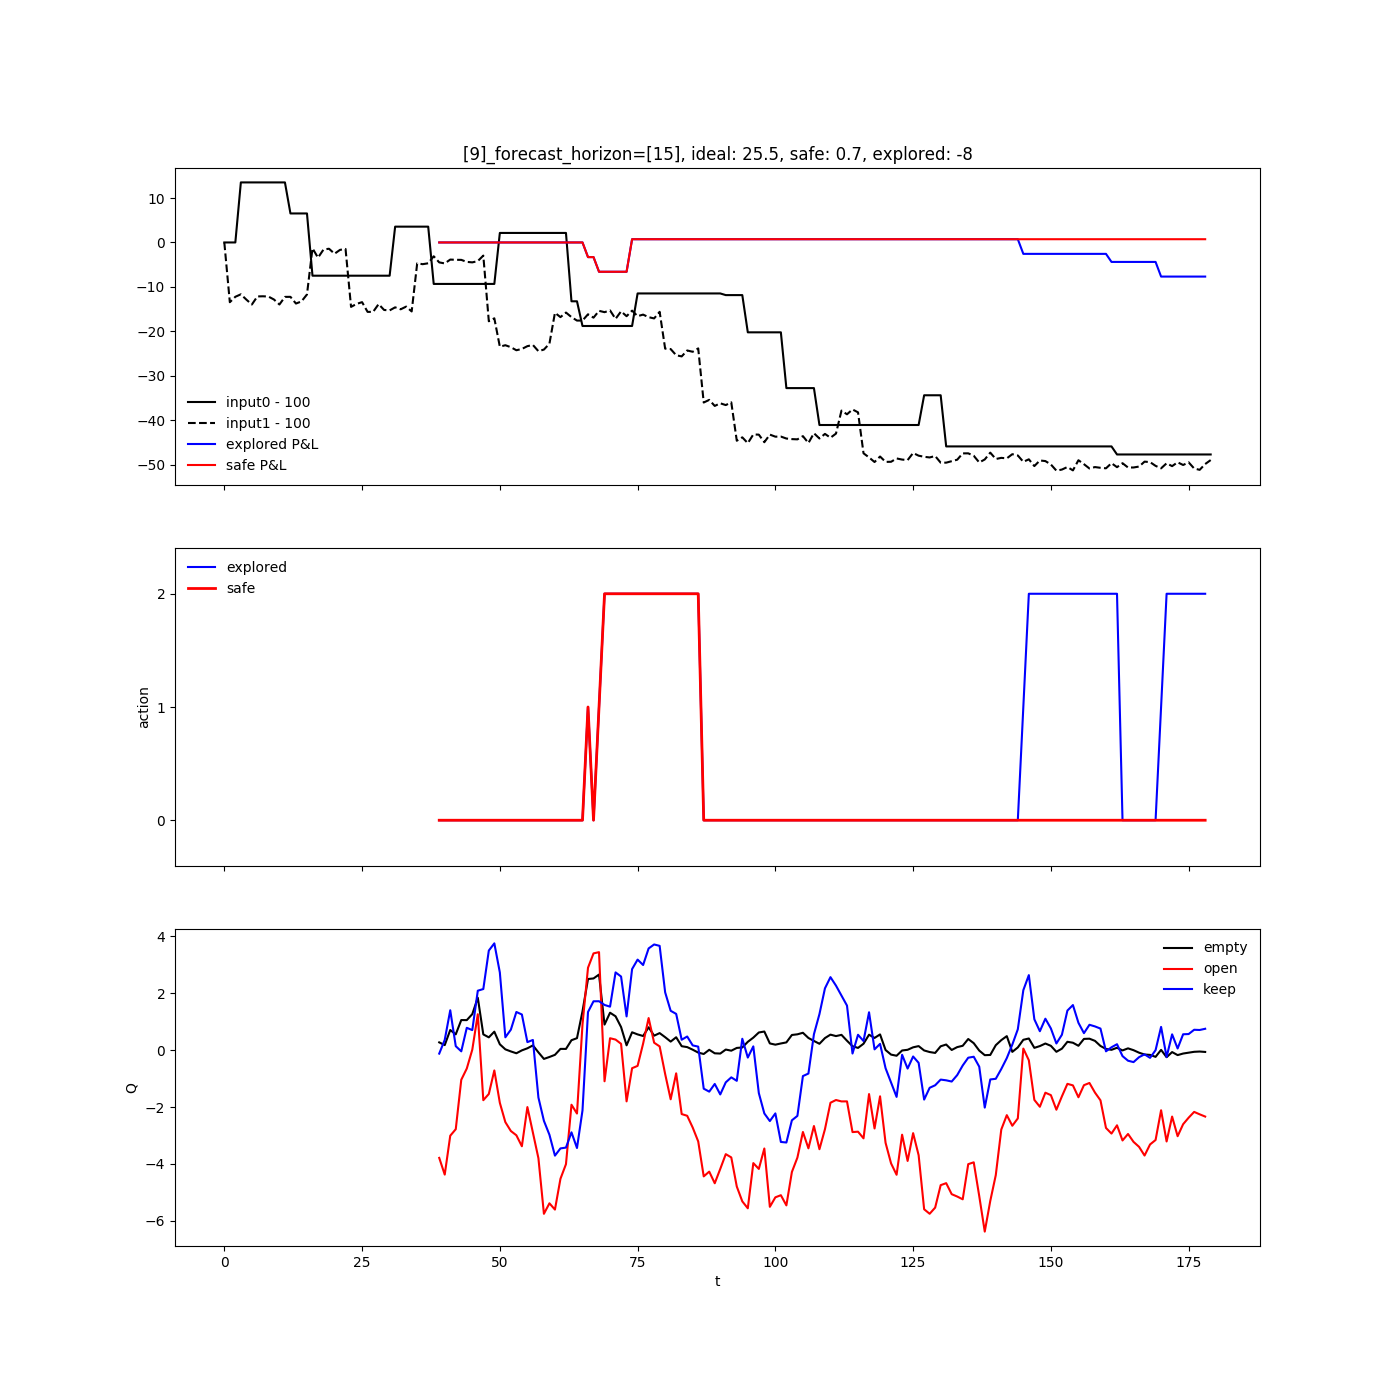 [9]_forecast_horizon=[15], ideal: 25.5, safe: 0.7, explored: -8
10
0
−10
−20
−30
−40
−50
input0 - 100
input1 - 100
explored P&L
safe P&L
action
2
1
0
explored
safe
Q
4
2
0
−2
−4
−6
empty
open
keep
0 25 50 75 100 125 150 175
t